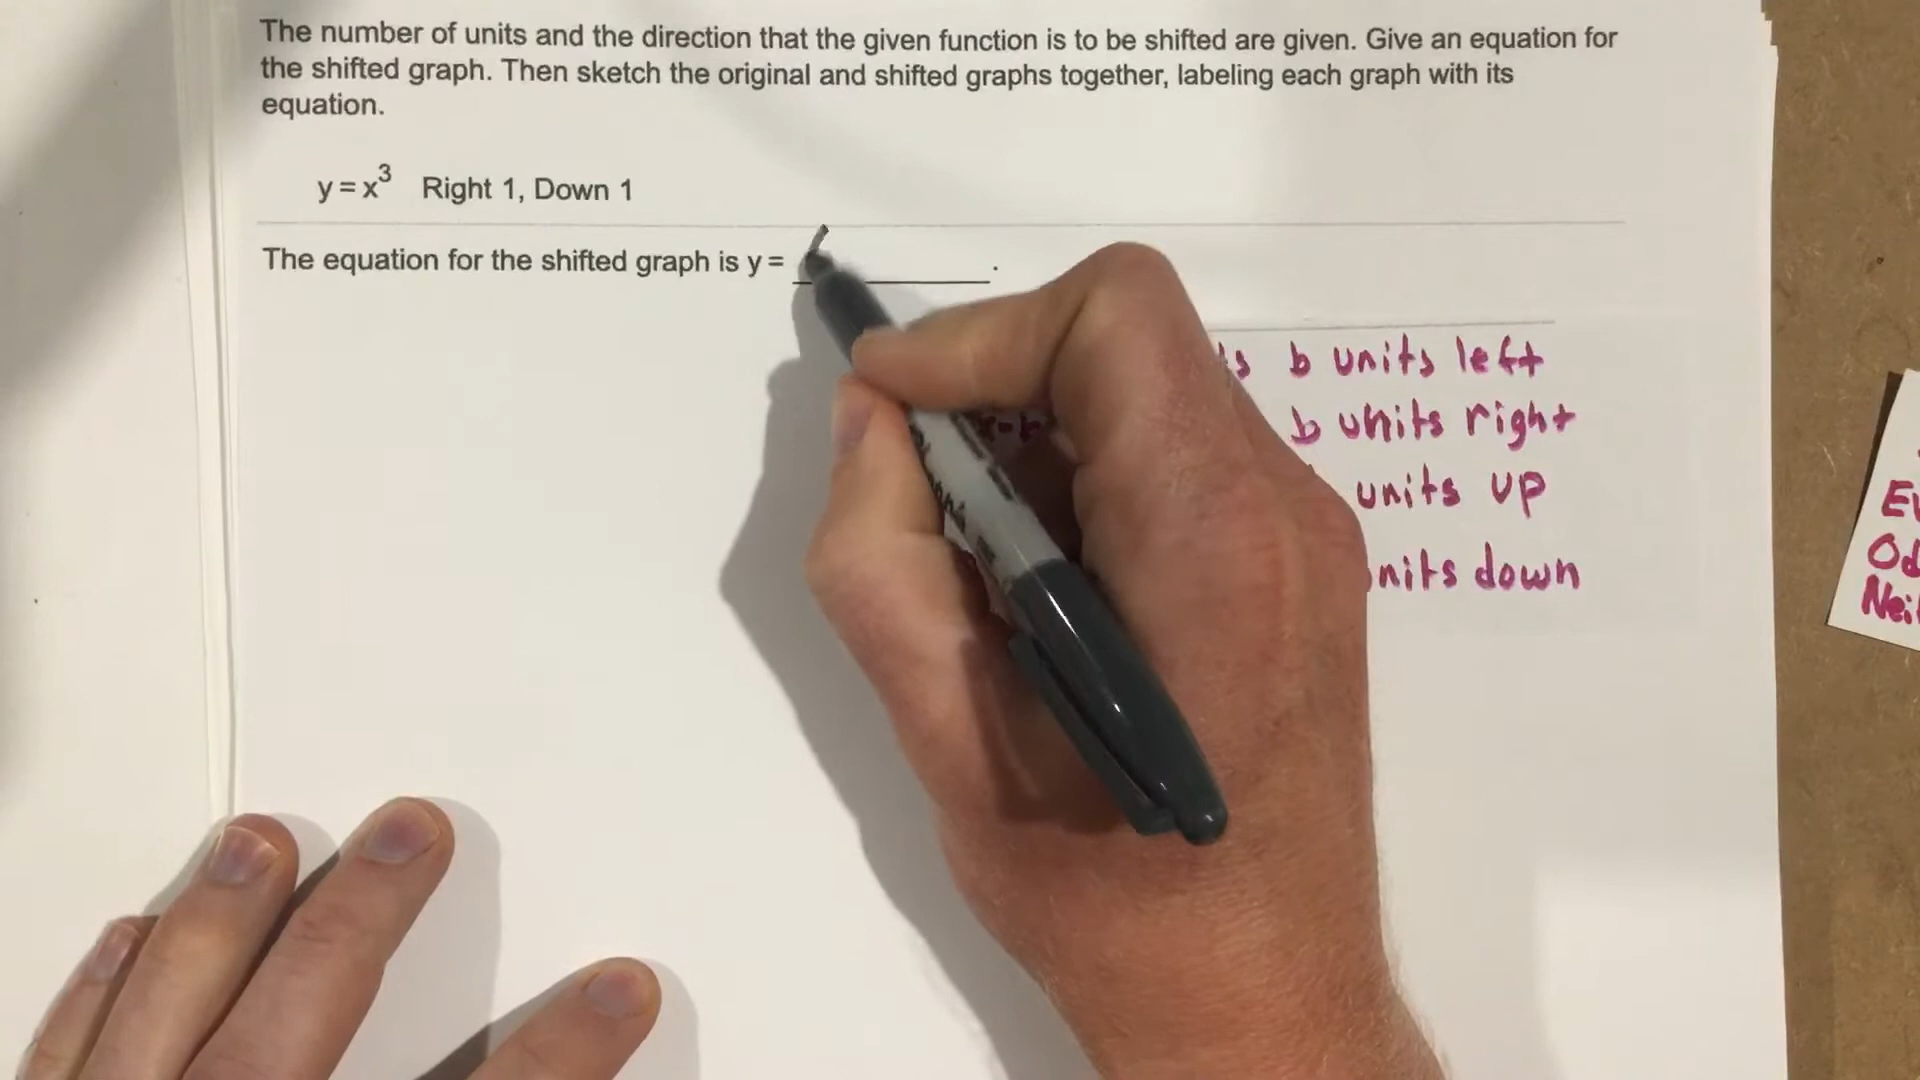 The number of units and the direction that the given function is to be shifted are given. Give an equation for
the shifted graph. Then sketch the original and shifted graphs together, labeling each graph with its
equation.
y = x³ Right 1, Down 1
The equation for the shifted graph is y = ________.
b units left
b units right
units up
units down